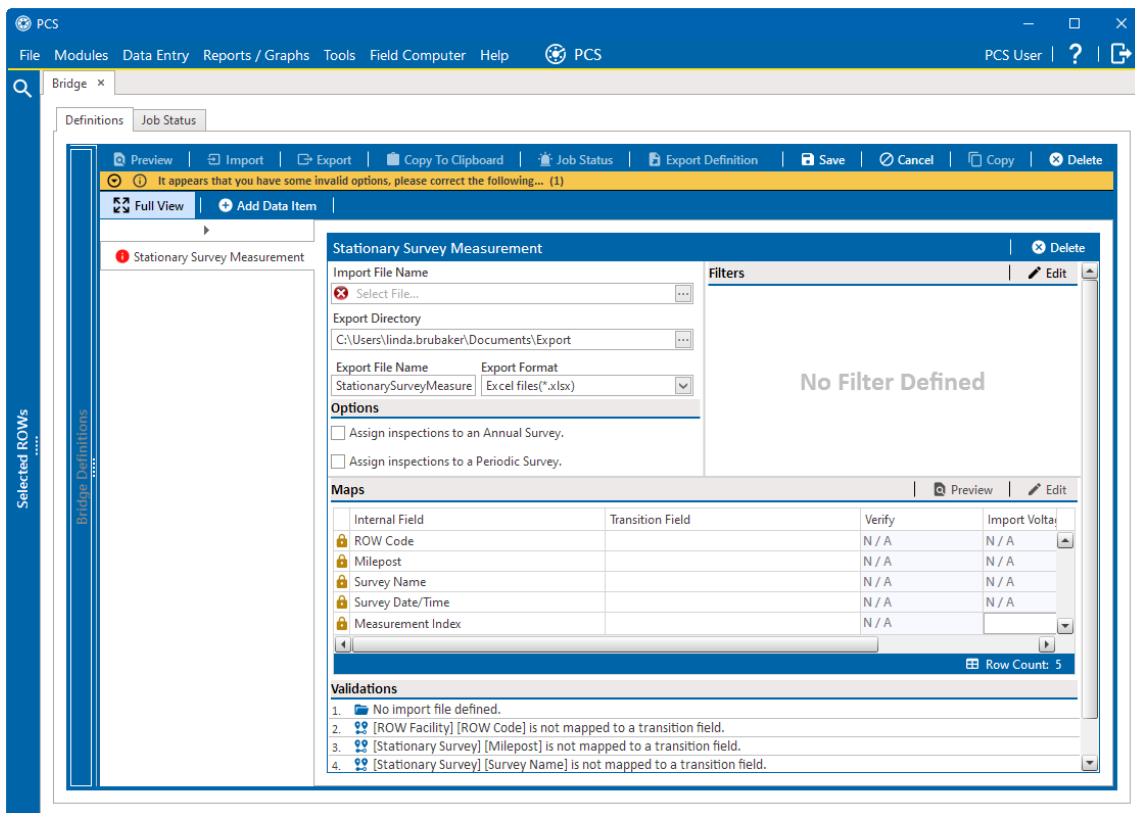 PCS
File Modules Data Entry Reports / Graphs Tools Field Computer Help PCS PCS User ?
Bridge ×
Definitions Job Status
Preview Import Export Copy To Clipboard Job Status Export Definition Save Cancel Copy Delete
It appears that you have some invalid options, please correct the following... (1)
Full View Add Data Item
Stationary Survey Measurement
Selected ROWs
Bridge Definitions
Stationary Survey Measurement Delete
Import File Name
Select File...
Export Directory
C:\Users\linda.brubaker\Documents\Export
Export File Name Export Format
StationarySurveyMeasure Excel files(*.xlsx)
Filters Edit
No Filter Defined
Options
Assign inspections to an Annual Survey.
Assign inspections to a Periodic Survey.
Maps Preview Edit
Internal Field Transition Field Verify Import Voltag
ROW Code N / A N / A
Milepost N / A N / A
Survey Name N / A N / A
Survey Date/Time N / A N / A
Measurement Index N / A
Row Count: 5
Validations
1. No import file defined.
2. [ROW Facility] [ROW Code] is not mapped to a transition field.
3. [Stationary Survey] [Milepost] is not mapped to a transition field.
4. [Stationary Survey] [Survey Name] is not mapped to a transition field.